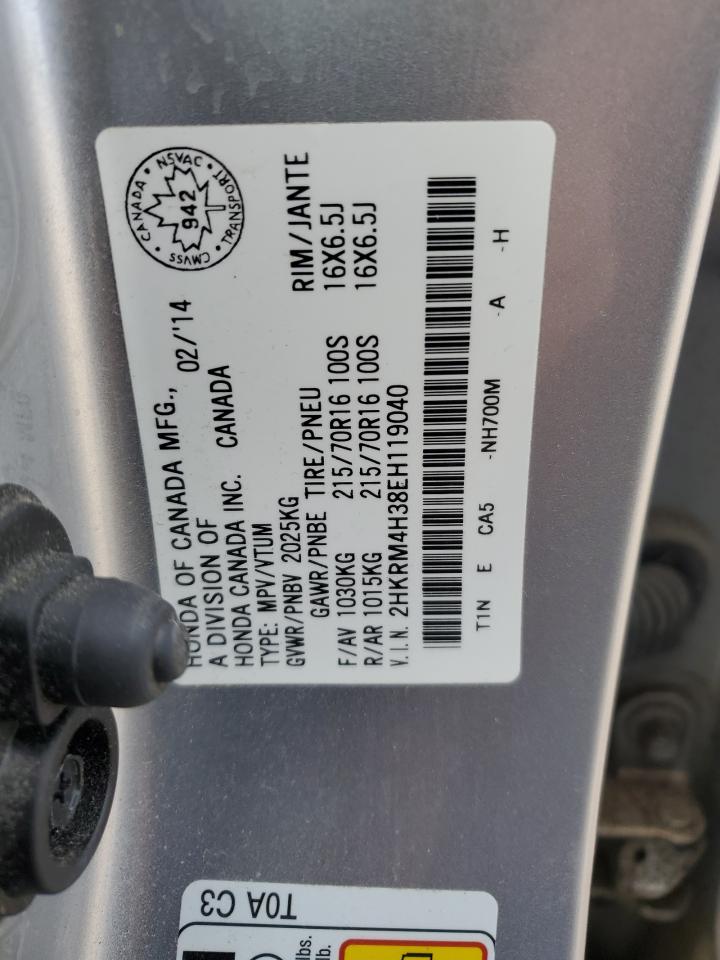 HONDA OF CANADA MFG., 02/'14
A DIVISION OF
HONDA CANADA INC. CANADA
TYPE: MPV/VTUM
GVWR/PNBV 2025KG
GAWR/PNBE TIRE/PNEU RIM/JANTE
F/AV 1030KG 215/70R16 100S 16X6.5J
R/AR 1015KG 215/70R16 100S 16X6.5J
V.I.N. 2HKRM4H38EH119040
T1N E CA5 -NH700M -A -H
CANADA · NSVAC · TRANSPORT · CMVSS ·
942
T0A C3
lbs.
lb.